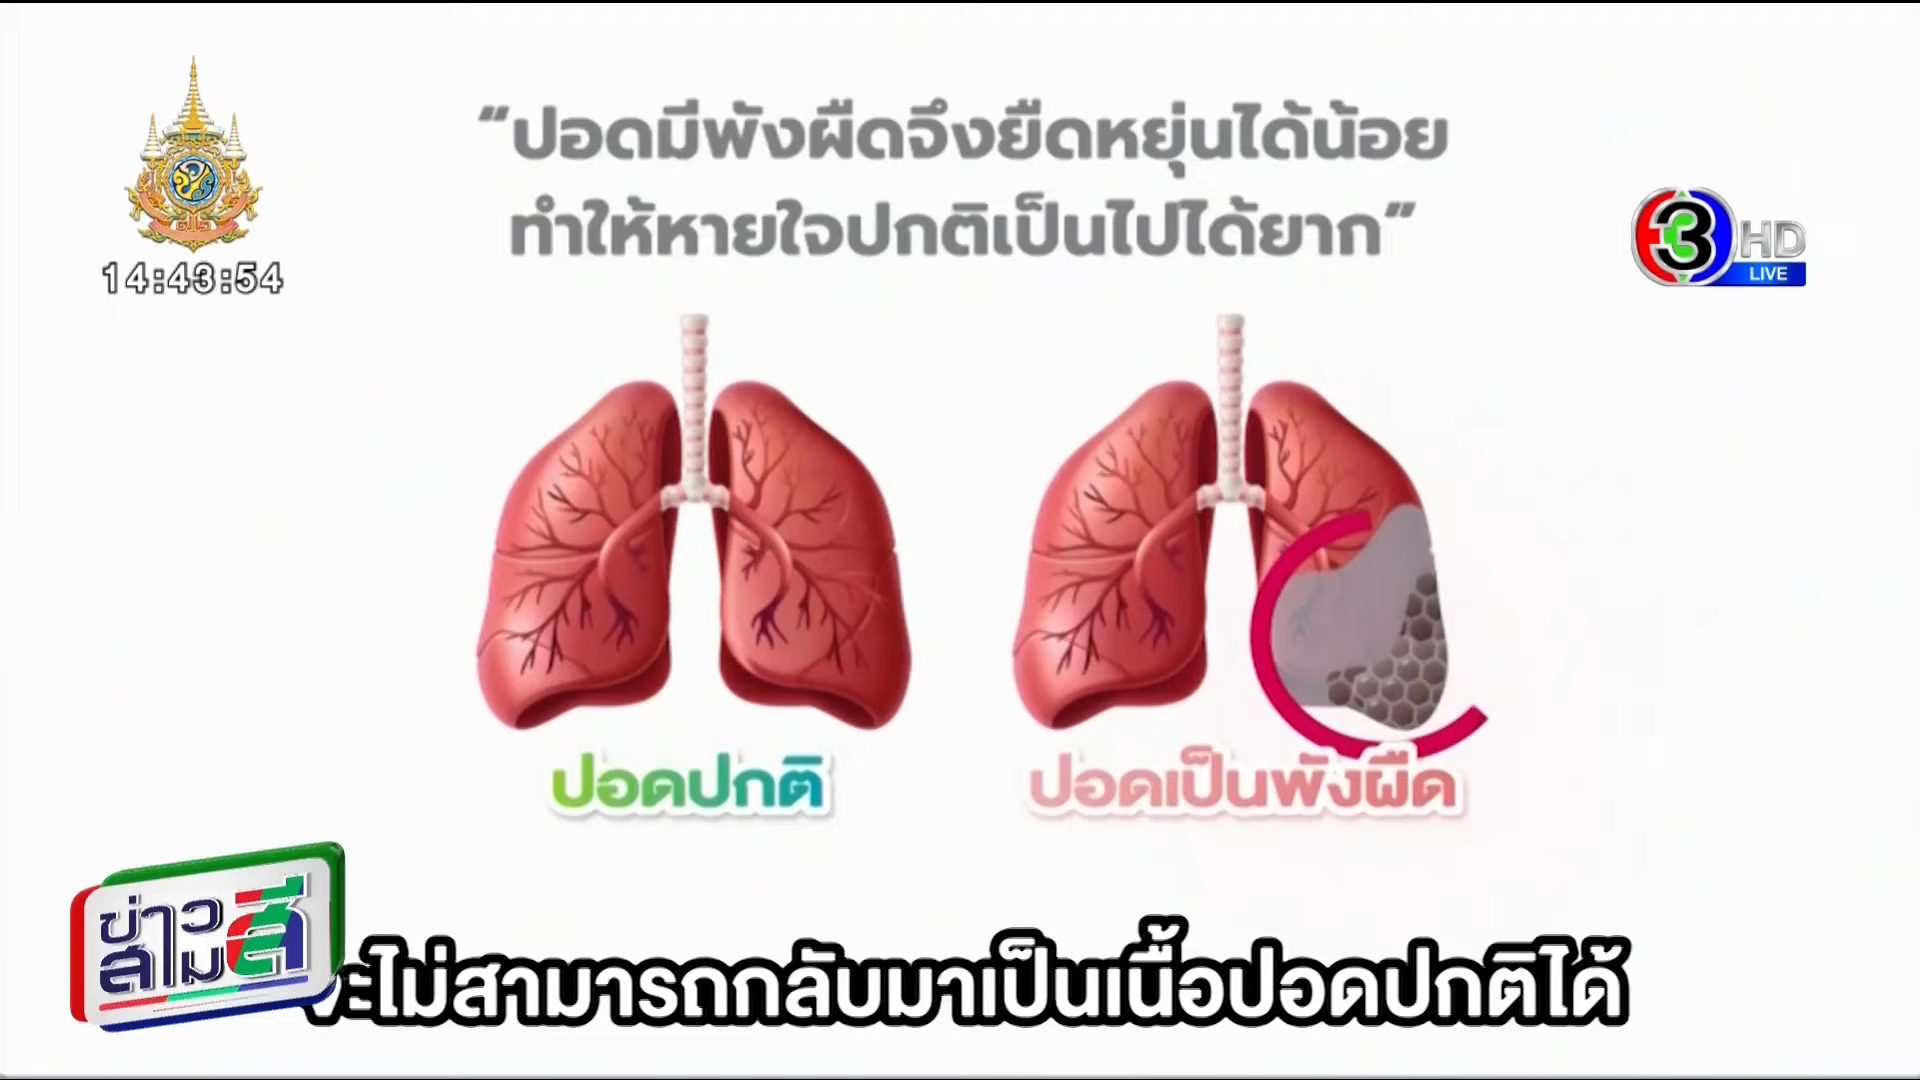 “ปอดมีพังผืดจึงยืดหยุ่นได้น้อย
ทำให้หายใจปกติเป็นไปได้ยาก”
14:43:54
3 HD
LIVE
ปอดปกติ
ปอดเป็นพังผืด
ข่าว
สามสี
จะไม่สามารถกลับมาเป็นเนื้อปอดปกติได้